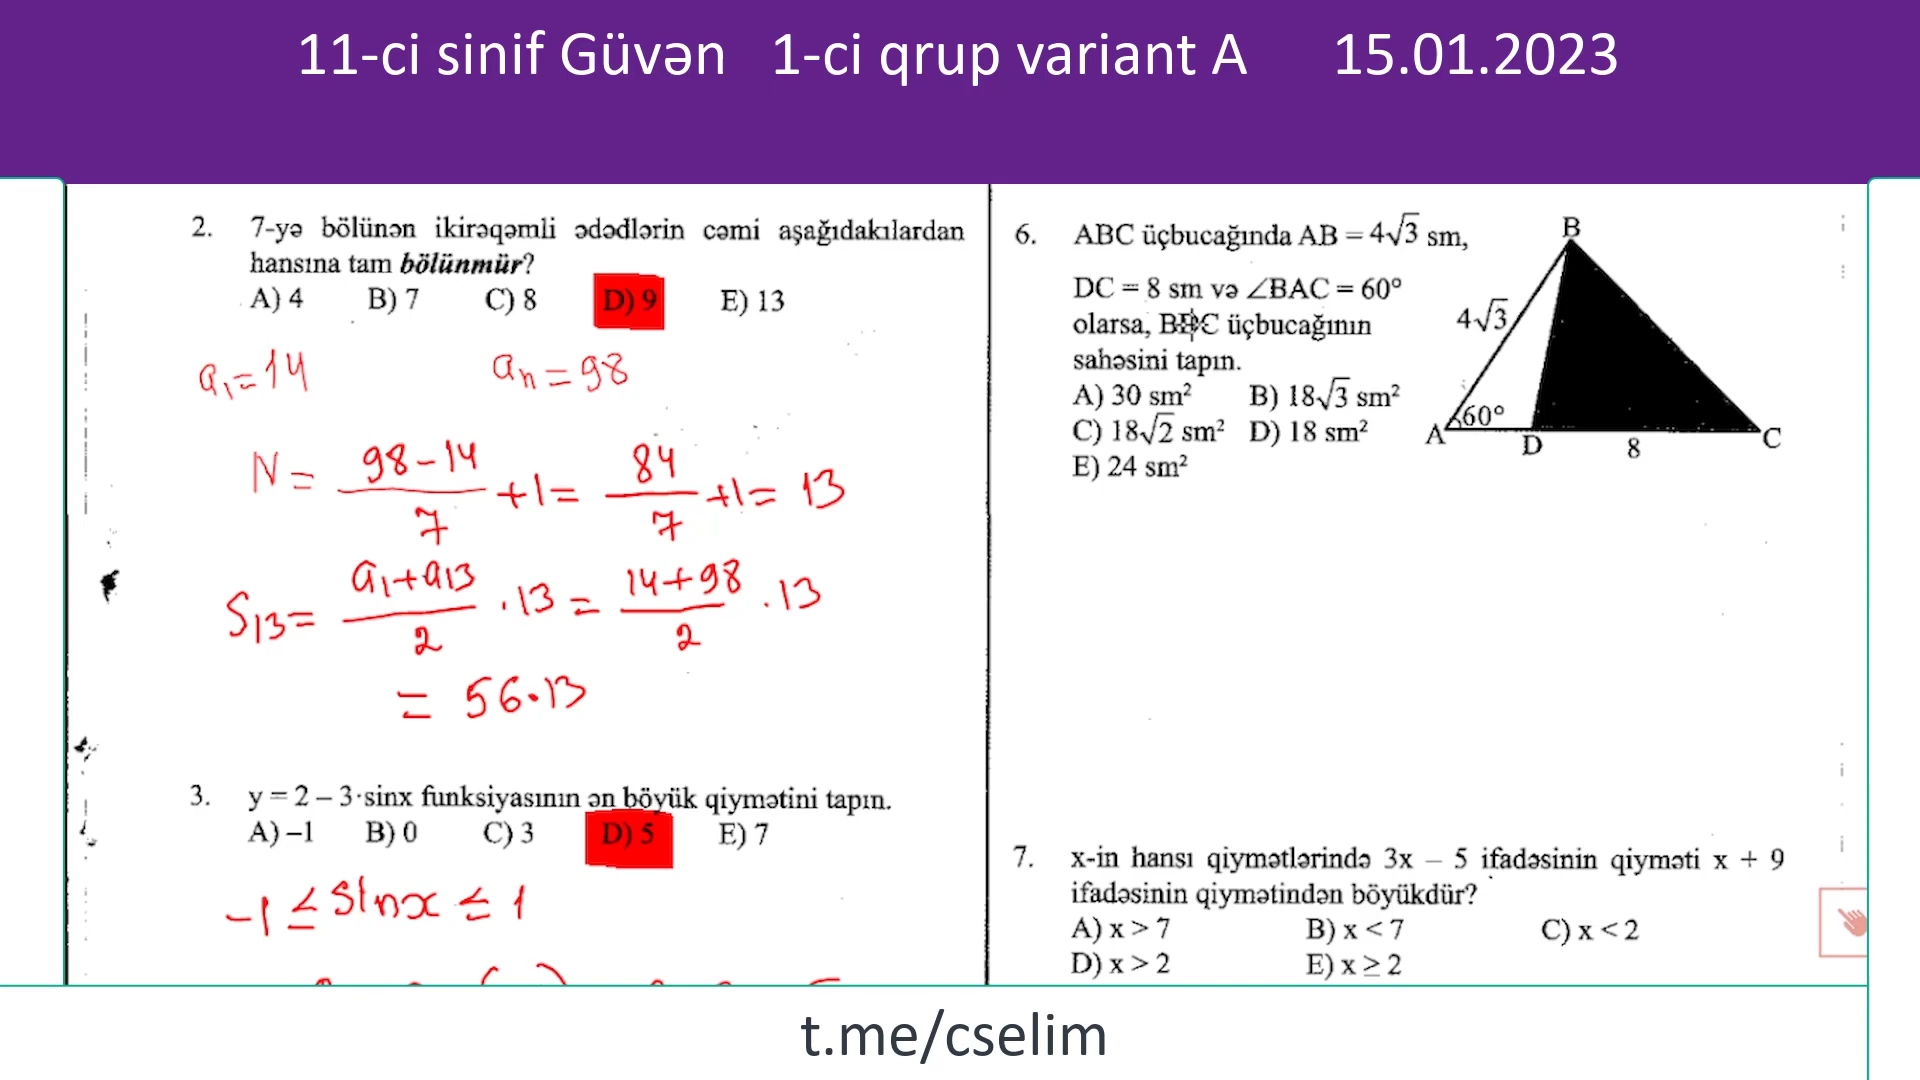 11-ci sinif Güvən 1-ci qrup variant A 15.01.2023
2. 7-yə bölünən ikirəqəmli ədədlərin cəmi aşağıdakılardan
hansına tam bölünmür?
A) 4 B) 7 C) 8 D) 9 E) 13
a₁=14 aₙ=98
N = (98-14)/7 +1= 84/7 +1= 13
S₁₃= (a₁+a₁₃)/2 ·13 = (14+98)/2 ·13
= 56·13
3. y = 2 – 3·sinx funksiyasının ən böyük qiymətini tapın.
A) –1 B) 0 C) 3 D) 5 E) 7
-1 ≤ sinx ≤ 1
6. ABC üçbucağında AB = 4√3 sm,
DC = 8 sm və ∠BAC = 60°
sahəsini tapın.
olarsa, üçbucağının
A) 30 sm² B) 18√3 sm²
C) 18√2 sm² D) 18 sm²
E) 24 sm²
B
4√3
60°
A D 8 C
7. x-in hansı qiymətlərində 3x – 5 ifadəsinin qiyməti x + 9
ifadəsinin qiymətindən böyükdür?
A) x > 7 B) x < 7 C) x < 2
D) x > 2 E) x ≥ 2
t.me/cselim